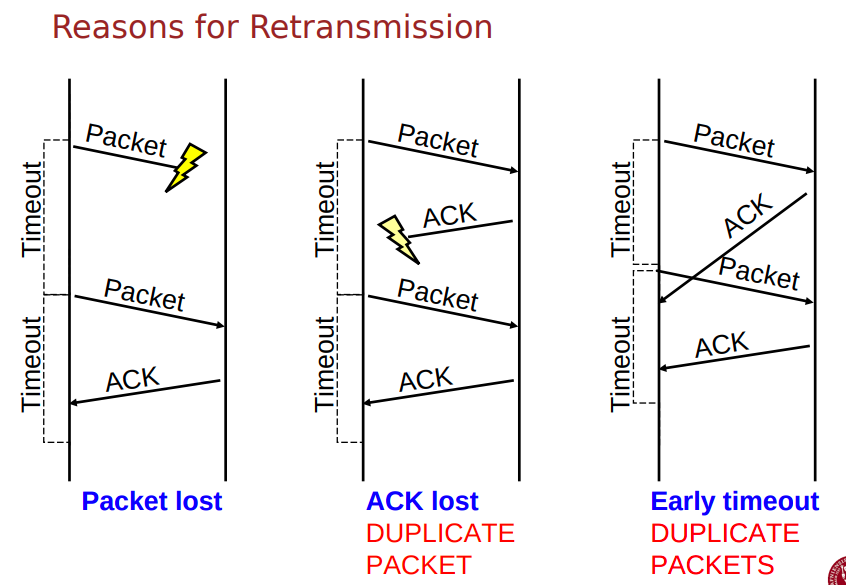 Reasons for Retransmission
Timeout
Packet
Timeout
Packet
ACK
Packet lost
Timeout
Packet
ACK
Timeout
Packet
ACK
ACK lost
DUPLICATE
PACKET
Timeout
Packet
ACK
Timeout
Packet
ACK
Early timeout
DUPLICATE
PACKETS